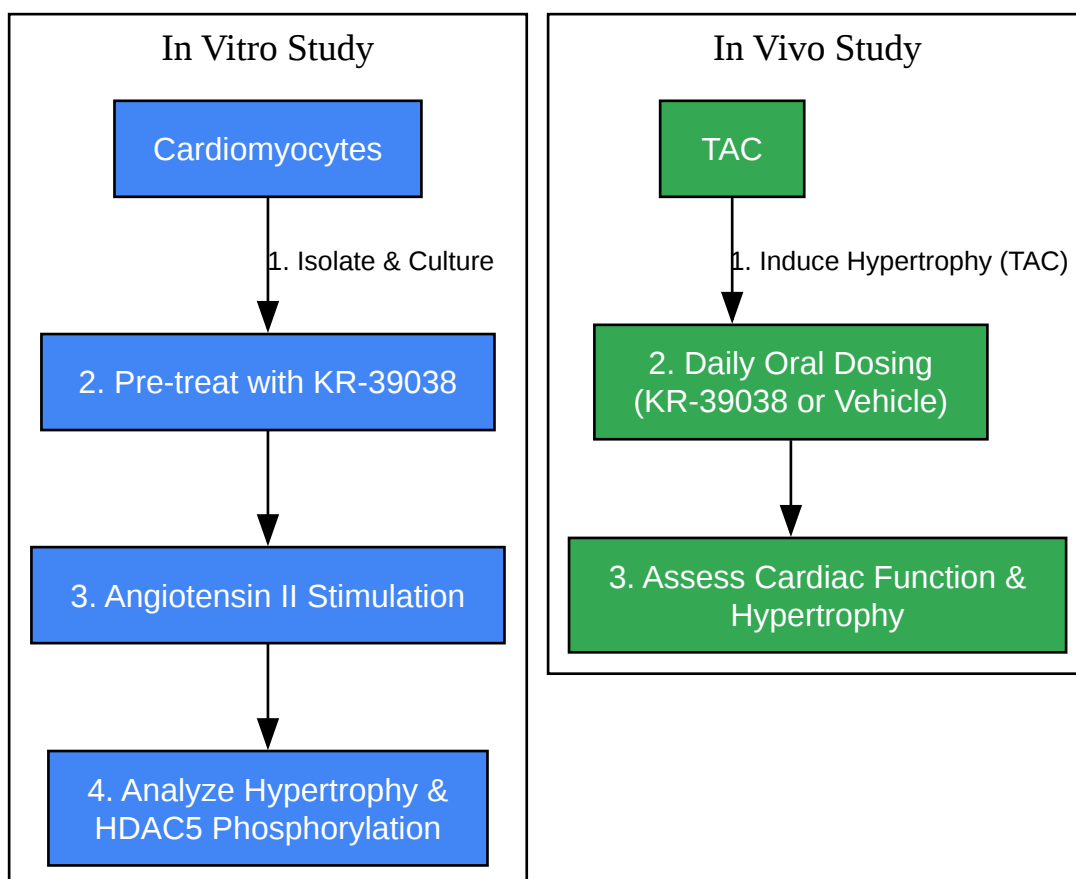 In Vitro Study
Cardiomyocytes
1. Isolate & Culture
2. Pre-treat with KR-39038
3. Angiotensin II Stimulation
4. Analyze Hypertrophy &
HDAC5 Phosphorylation
In Vivo Study
TAC
1. Induce Hypertrophy (TAC)
2. Daily Oral Dosing
(KR-39038 or Vehicle)
3. Assess Cardiac Function &
Hypertrophy